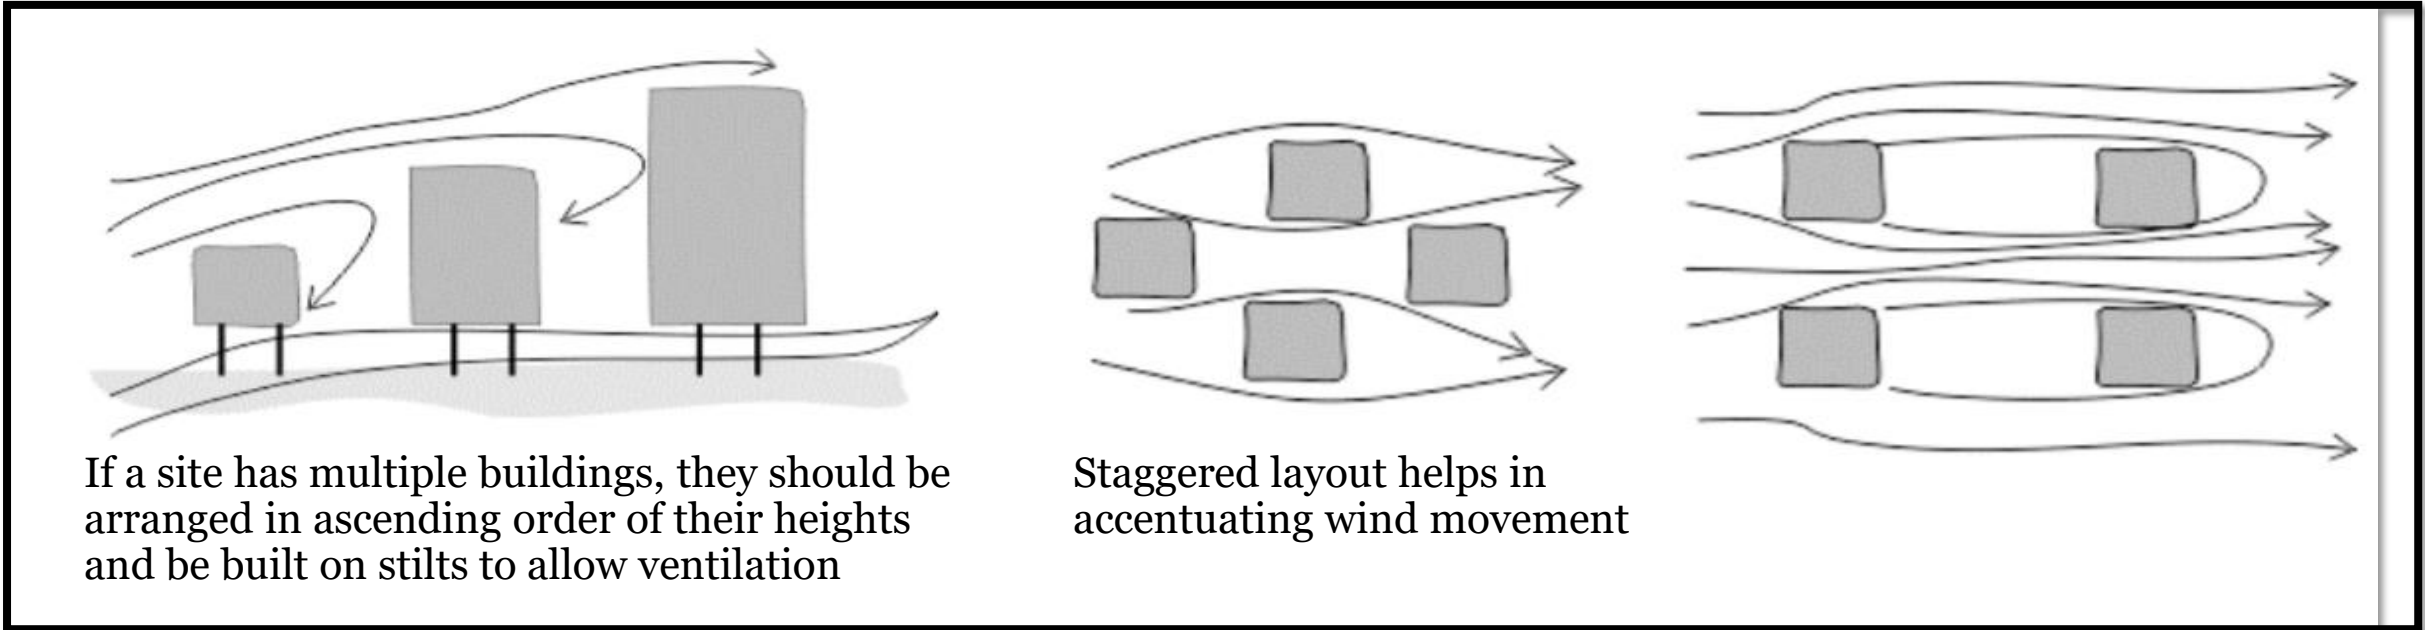 If a site has multiple buildings, they should be
arranged in ascending order of their heights
and be built on stilts to allow ventilation
Staggered layout helps in
accentuating wind movement